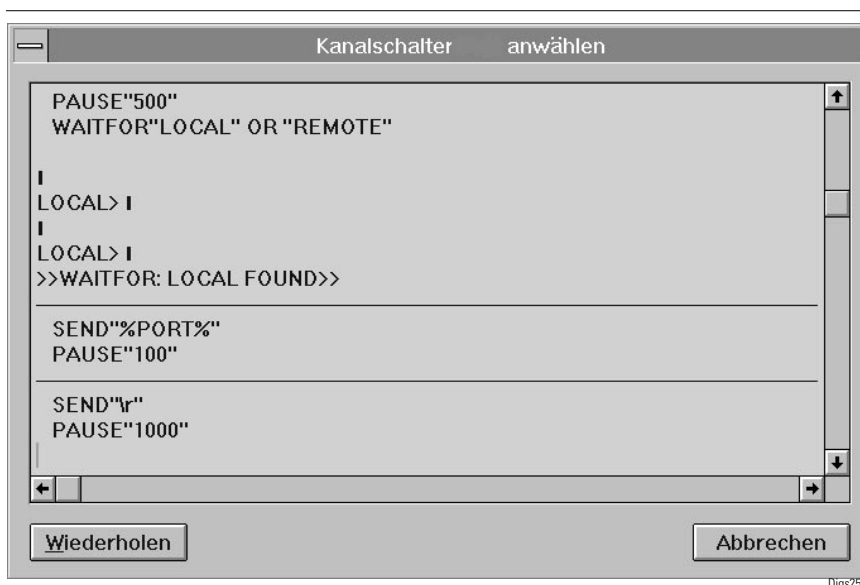 Kanalschalter anwählen
PAUSE"500"
WAITFOR"LOCAL" OR "REMOTE"
LOCAL>
LOCAL>
>>WAITFOR: LOCAL FOUND>>
SEND"%PORT%"
PAUSE"100"
SEND"\r"
PAUSE"1000"
Wiederholen Abbrechen
Digs25